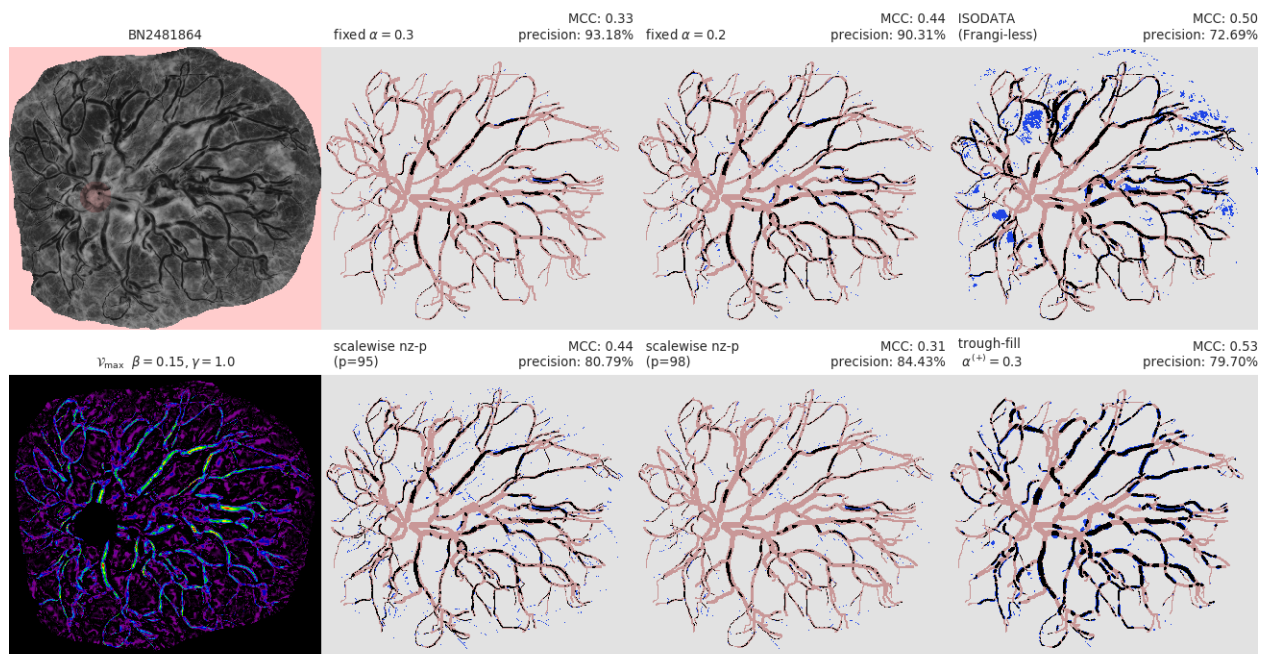 BN2481864
fixed α = 0.3
MCC: 0.33
precision: 93.18%
fixed α = 0.2
MCC: 0.44
precision: 90.31%
ISODATA
(Frangi-less)
MCC: 0.50
precision: 72.69%
𝒱max β = 0.15, γ = 1.0
scalewise nz-p
(p=95)
MCC: 0.44
precision: 80.79%
scalewise nz-p
(p=98)
MCC: 0.31
precision: 84.43%
trough-fill
α(+) = 0.3
MCC: 0.53
precision: 79.70%